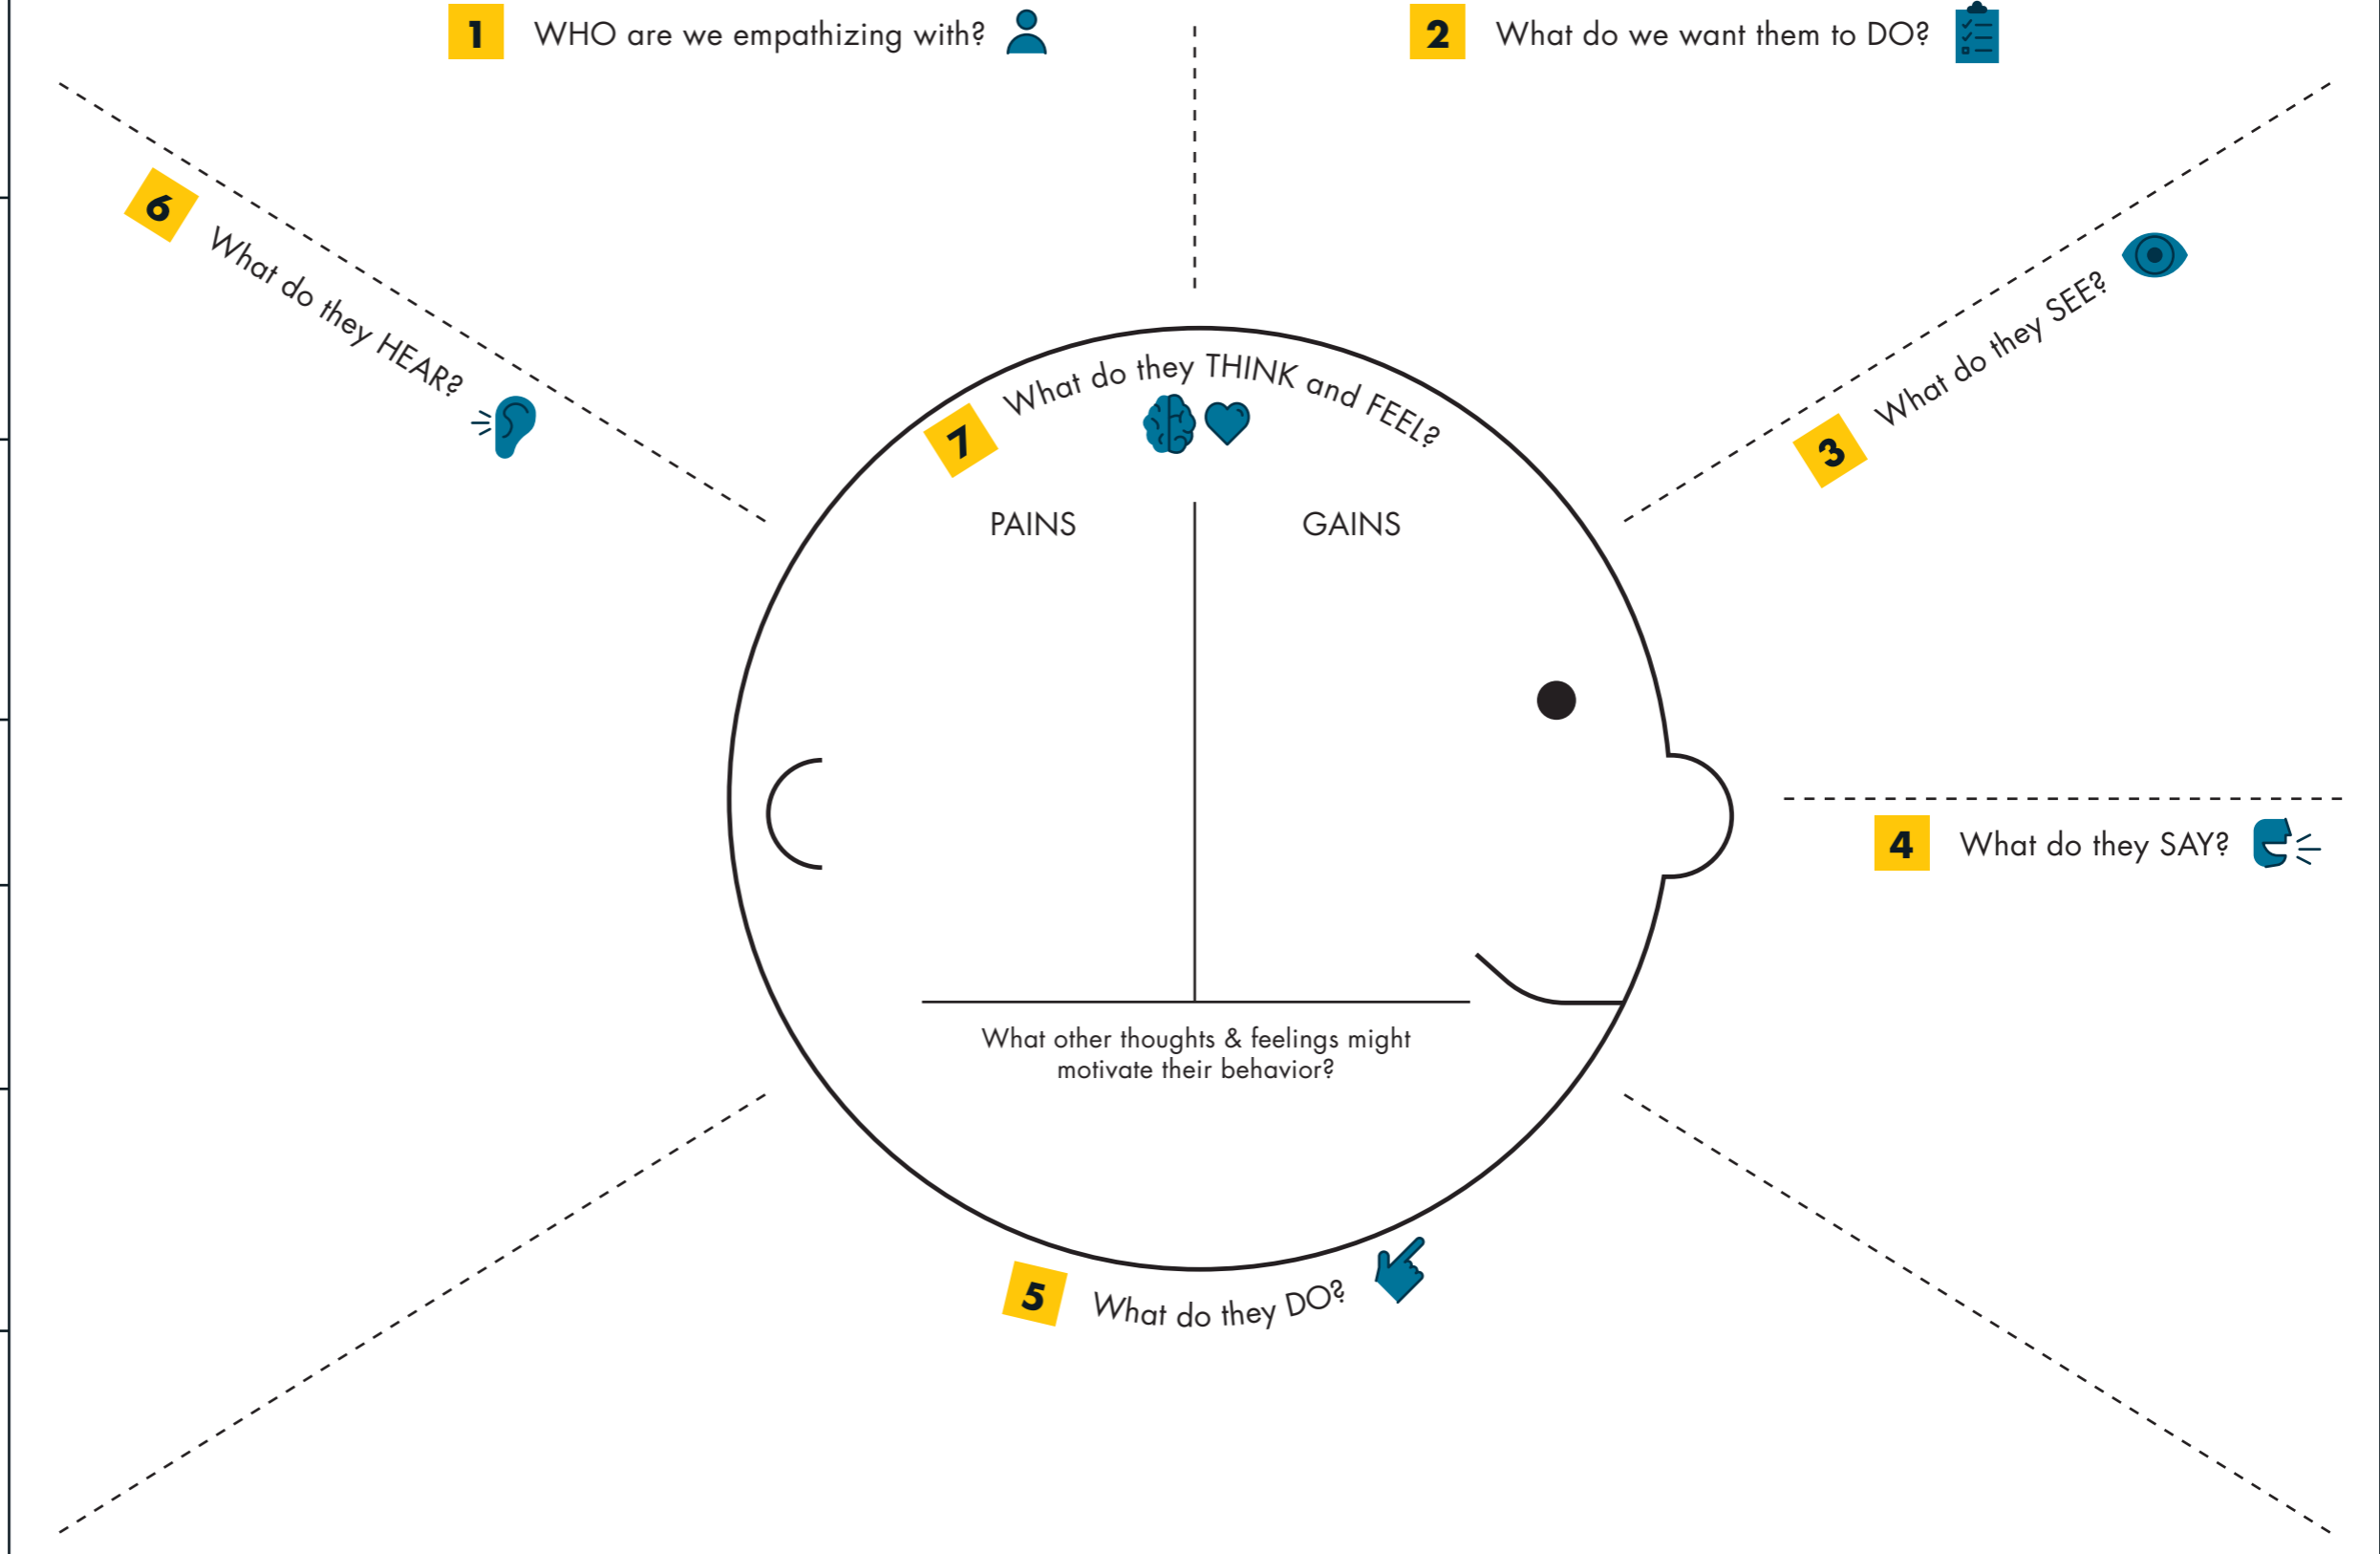 1 WHO are we empathizing with?
2 What do we want them to DO?
3 What do they SEE?
4 What do they SAY?
5 What do they DO?
6 What do they HEAR?
7 What do they THINK and FEEL?
PAINS
GAINS
What other thoughts & feelings might
motivate their behavior?